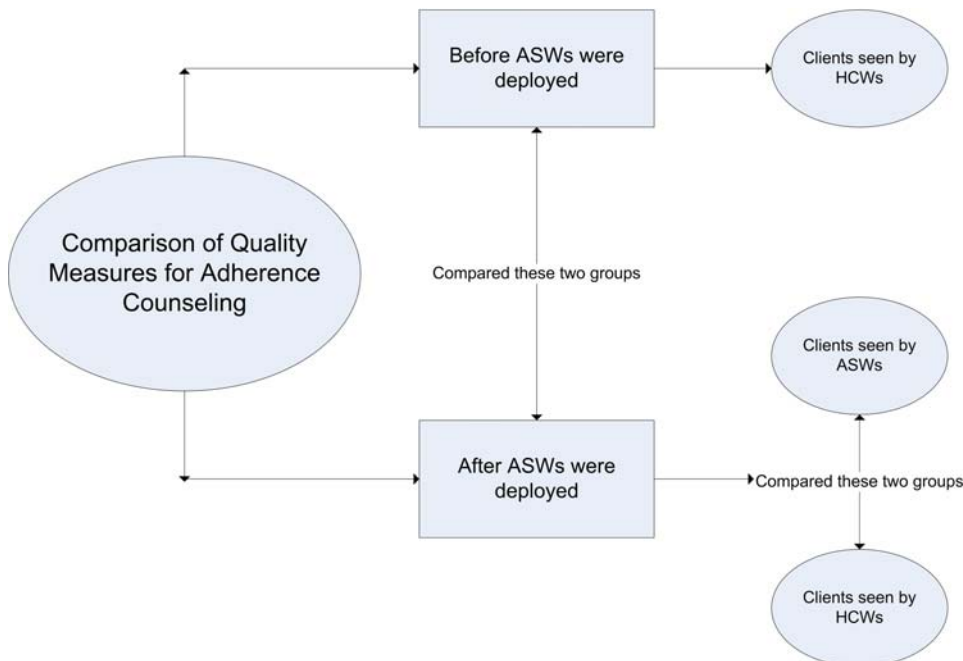 Before ASWs were
deployed
Clients seen by
HCWs
Comparison of Quality
Measures for Adherence
Counseling
Compared these two groups
Clients seen by
ASWs
After ASWs were
deployed
Compared these two groups
Clients seen by
HCWs